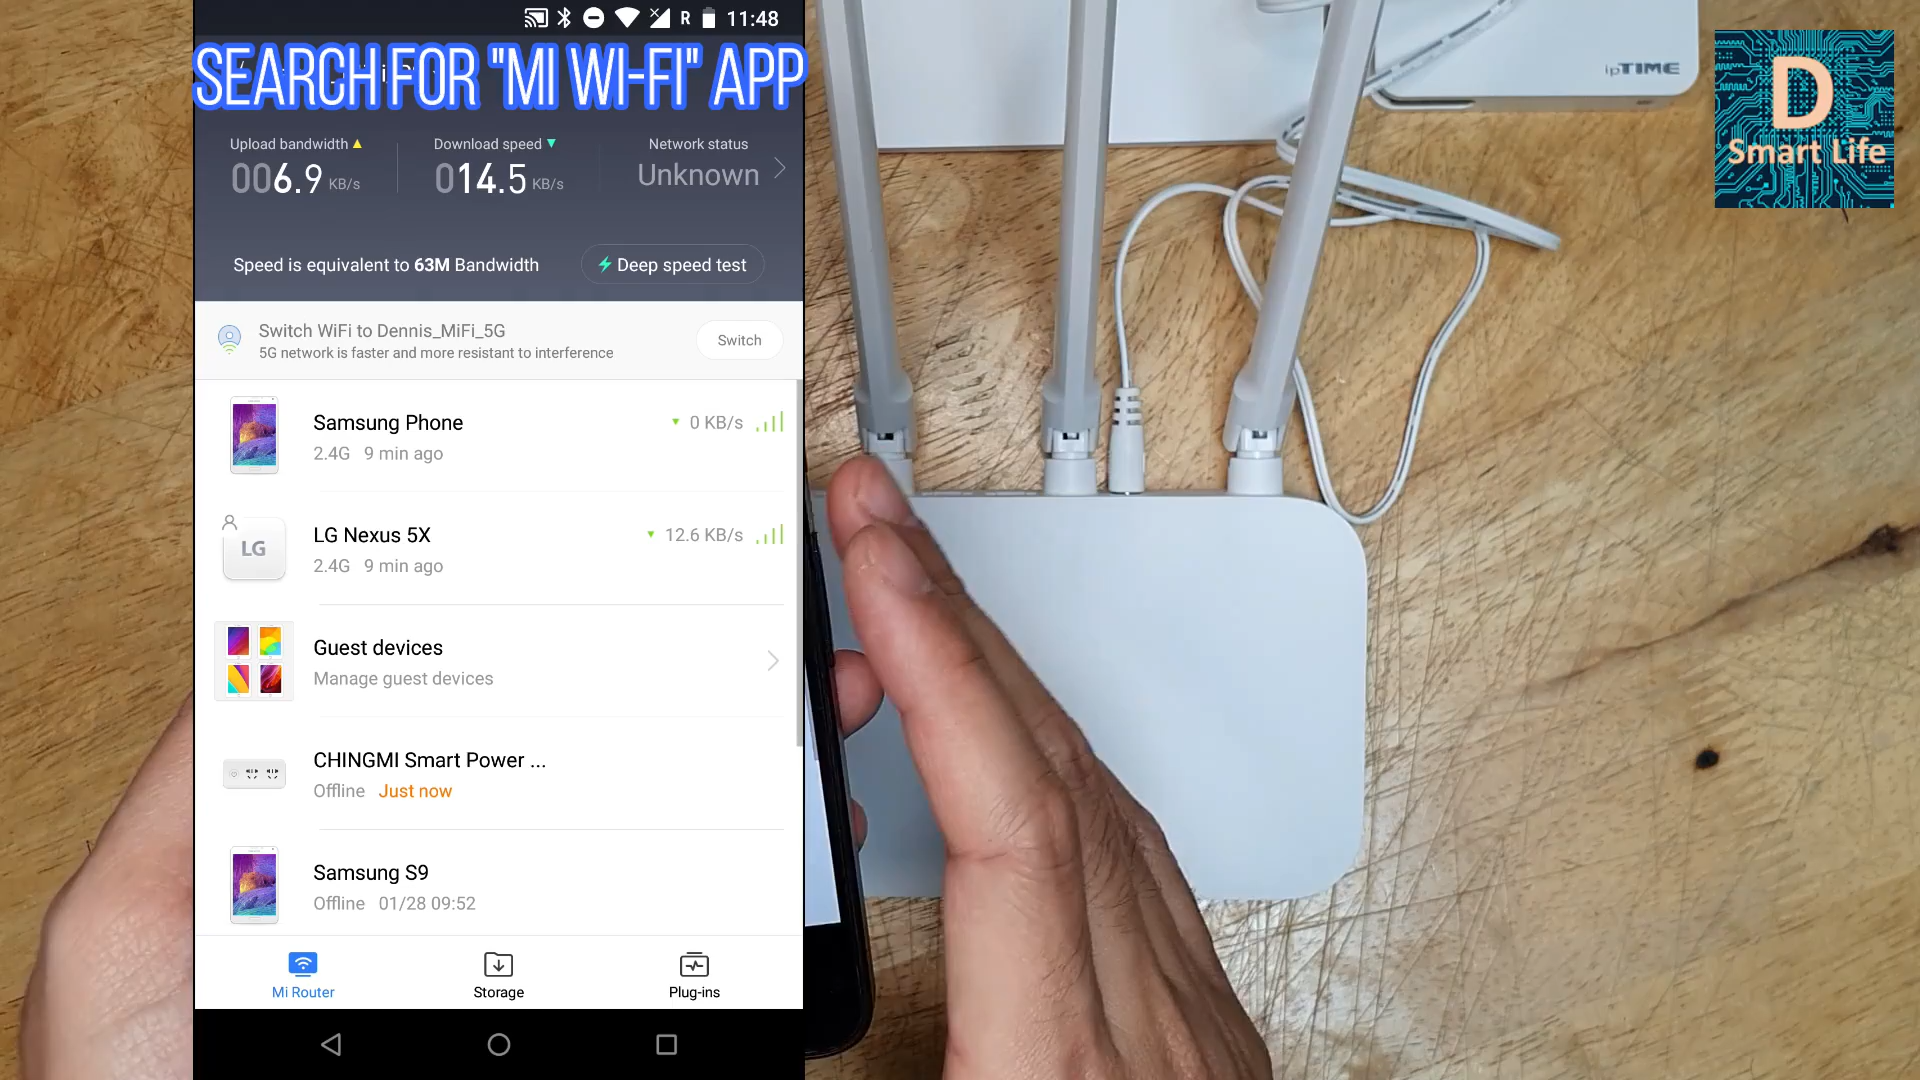 11:48
R
SEARCH FOR "MI WI-FI" APP
Upload bandwidth
006.9 KB/s
Download speed
014.5 KB/s
Network status
Unknown
Speed is equivalent to 63M Bandwidth
Deep speed test
Switch WiFi to Dennis_MiFi_5G
5G network is faster and more resistant to interference
Switch
Samsung Phone
0 KB/s
2.4G 9 min ago
LG
LG Nexus 5X
12.6 KB/s
2.4G 9 min ago
Guest devices
Manage guest devices
CHINGMI Smart Power ...
Offline Just now
Samsung S9
Offline 01/28 09:52
Mi Router
Storage
Plug-ins
ipTIME
D
Smart Life